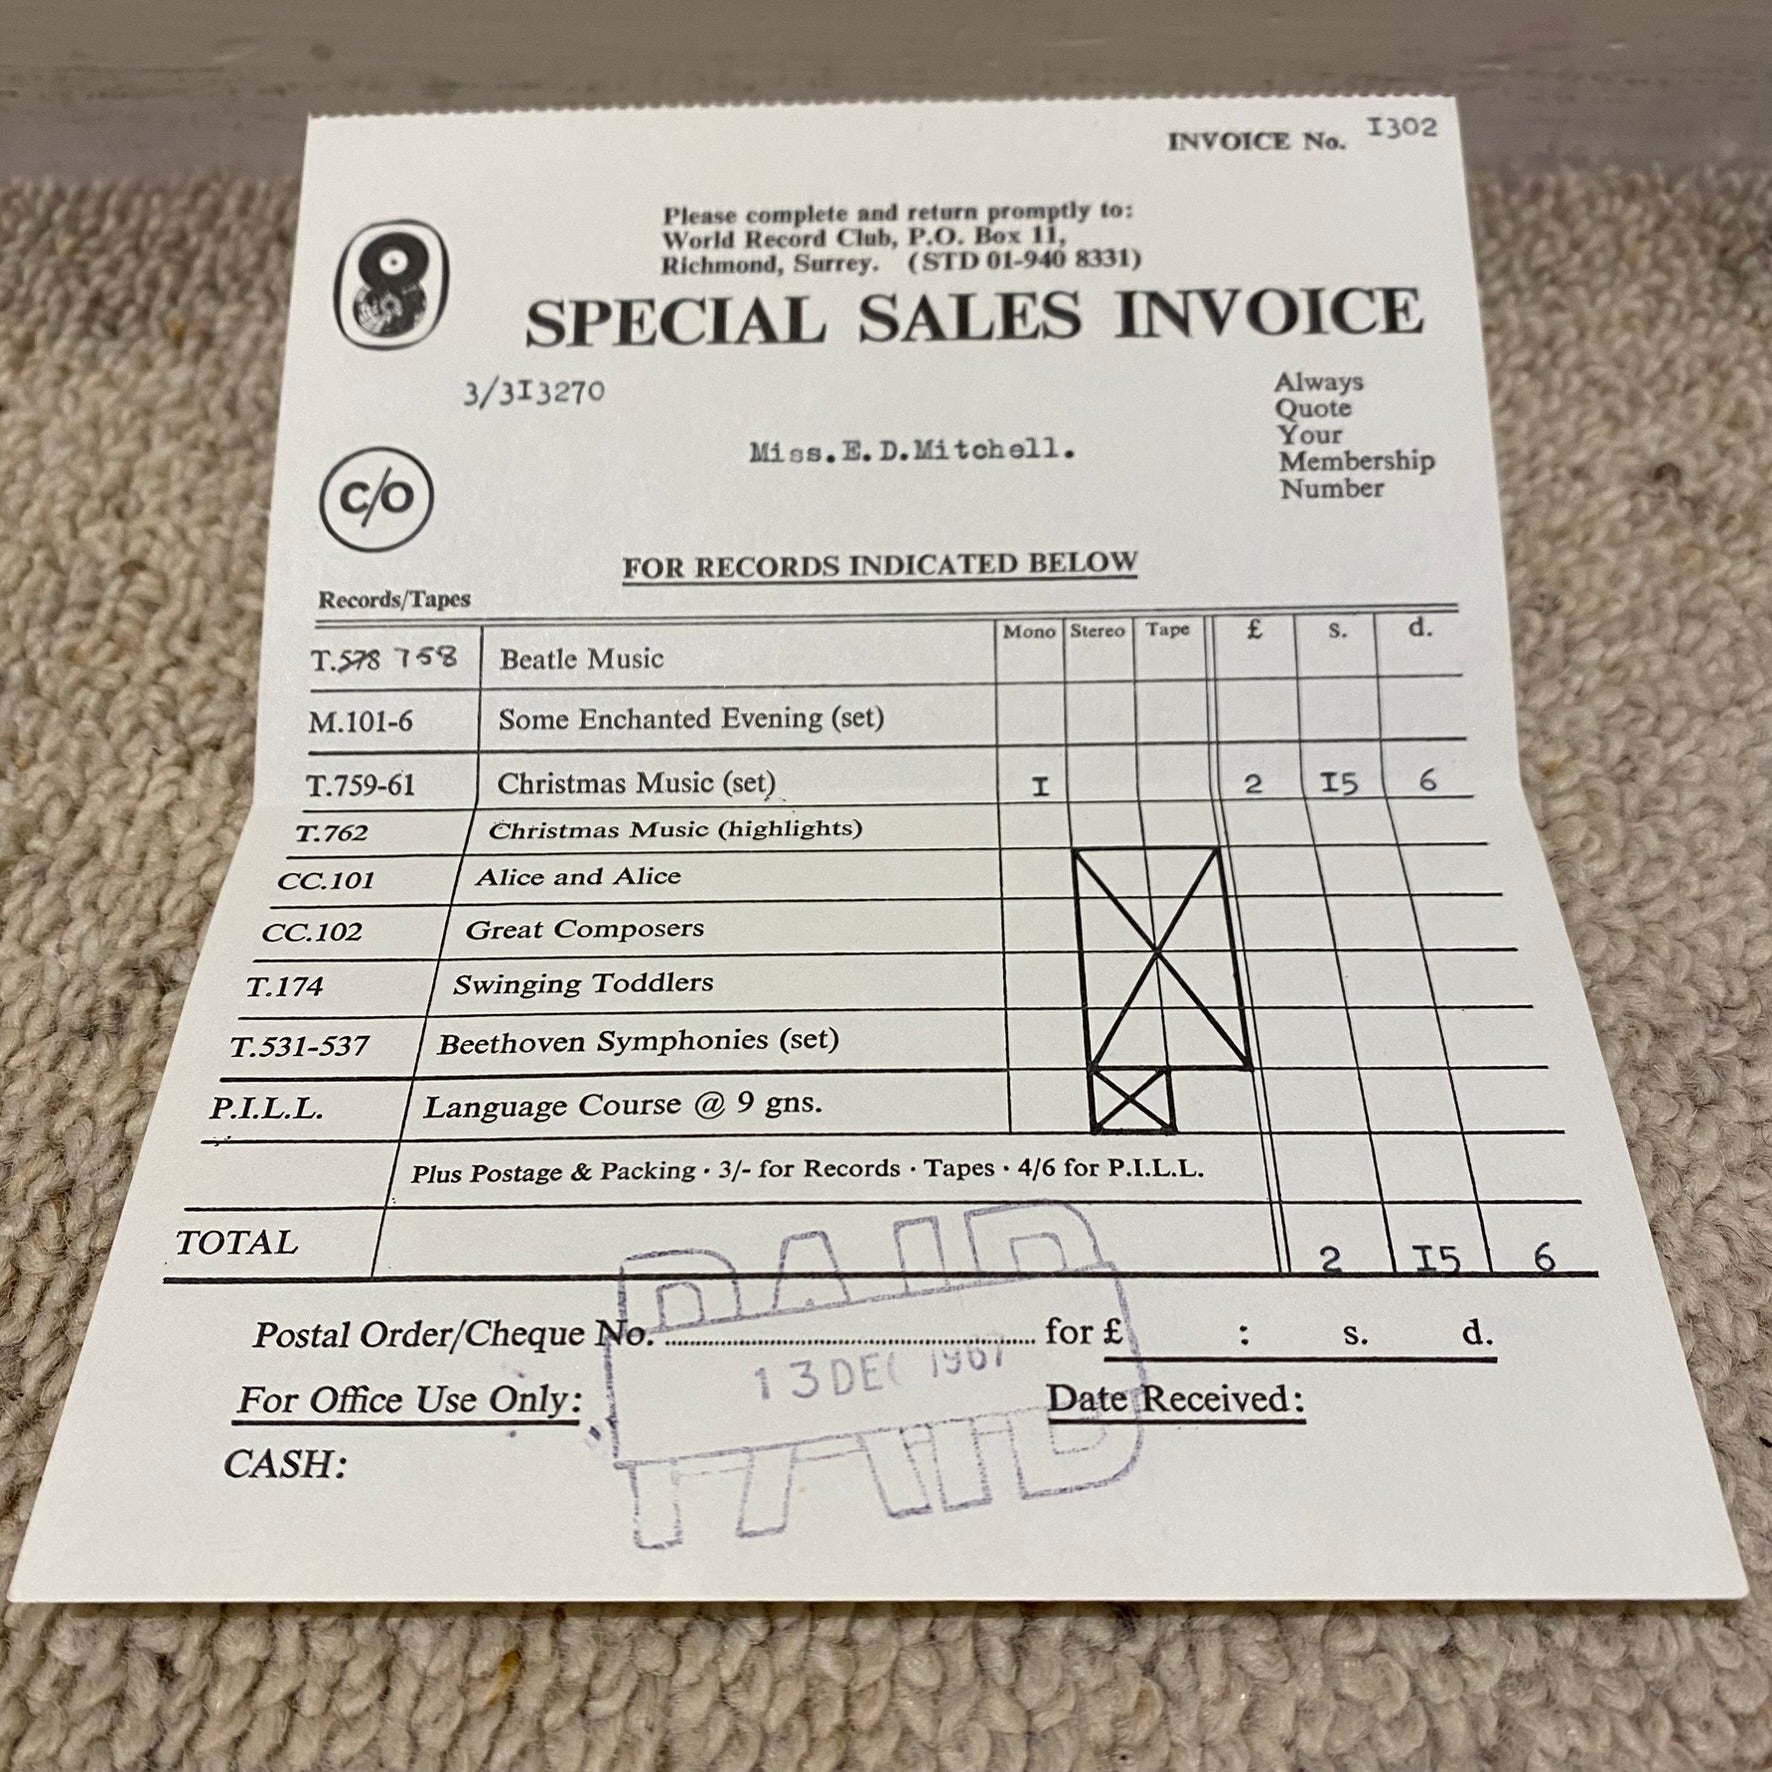 INVOICE No. I302
Please complete and return promptly to:
World Record Club, P.O. Box 11,
Richmond, Surrey. (STD 01-940 8331)
SPECIAL SALES INVOICE
3/3I3270
Always
Quote
Your
Membership
Number
Miss.E.D.Mitchell.
C/O
FOR RECORDS INDICATED BELOW
Records/Tapes
Mono Stereo Tape £ s. d.
T.578 758 Beatle Music
M.101-6 Some Enchanted Evening (set)
T.759-61 Christmas Music (set) I 2 I5 6
T.762 Christmas Music (highlights)
CC.101 Alice and Alice
CC.102 Great Composers
T.174 Swinging Toddlers
T.531-537 Beethoven Symphonies (set)
P.I.L.L. Language Course @ 9 gns.
Plus Postage & Packing · 3/- for Records · Tapes · 4/6 for P.I.L.L.
TOTAL 2 I5 6
PAID
Postal Order/Cheque No. for £ : s. d.
13 DEC 1967
For Office Use Only: Date Received:
CASH:
PAID